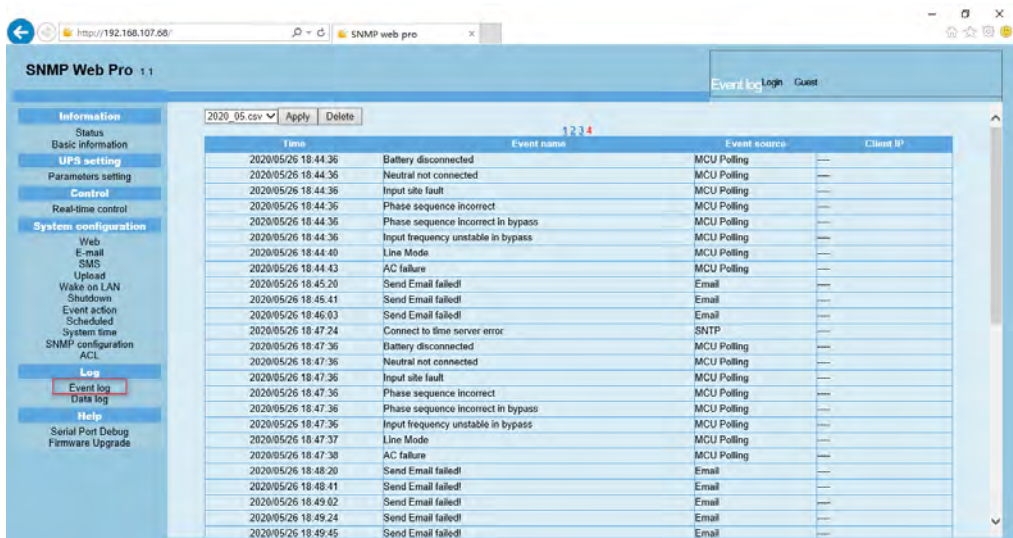 http://192.168.107.68/
SNMP web pro
SNMP Web Pro 1.1
Event log Login Guest
Information
Status
Basic information
UPS setting
Parameters setting
Control
Real-time control
System configuration
Web
E-mail
SMS
Upload
Wake on LAN
Shutdown
Event action
Scheduled
System time
SNMP configuration
ACL
Log
Event log
Data log
Help
Serial Port Debug
Firmware Upgrade
2020_05.csv Apply Delete
1 2 3 4
Time Event name Event source Client IP
2020/05/26 18:44:36 Battery disconnected MCU Polling ----
2020/05/26 18:44:36 Neutral not connected MCU Polling ----
2020/05/26 18:44:36 Input site fault MCU Polling ----
2020/05/26 18:44:36 Phase sequence incorrect MCU Polling ----
2020/05/26 18:44:36 Phase sequence incorrect in bypass MCU Polling ----
2020/05/26 18:44:36 Input frequency unstable in bypass MCU Polling ----
2020/05/26 18:44:40 Line Mode MCU Polling ----
2020/05/26 18:44:43 AC failure MCU Polling ----
2020/05/26 18:45:20 Send Email failed! Email ----
2020/05/26 18:45:41 Send Email failed! Email ----
2020/05/26 18:46:03 Send Email failed! Email ----
2020/05/26 18:47:24 Connect to time server error SNTP ----
2020/05/26 18:47:36 Battery disconnected MCU Polling ----
2020/05/26 18:47:36 Neutral not connected MCU Polling ----
2020/05/26 18:47:36 Input site fault MCU Polling ----
2020/05/26 18:47:36 Phase sequence incorrect MCU Polling ----
2020/05/26 18:47:36 Phase sequence incorrect in bypass MCU Polling ----
2020/05/26 18:47:36 Input frequency unstable in bypass MCU Polling ----
2020/05/26 18:47:37 Line Mode MCU Polling ----
2020/05/26 18:47:38 AC failure MCU Polling ----
2020/05/26 18:48:20 Send Email failed! Email ----
2020/05/26 18:48:41 Send Email failed! Email ----
2020/05/26 18:49:02 Send Email failed! Email ----
2020/05/26 18:49:24 Send Email failed! Email ----
2020/05/26 18:49:45 Send Email failed! Email ----